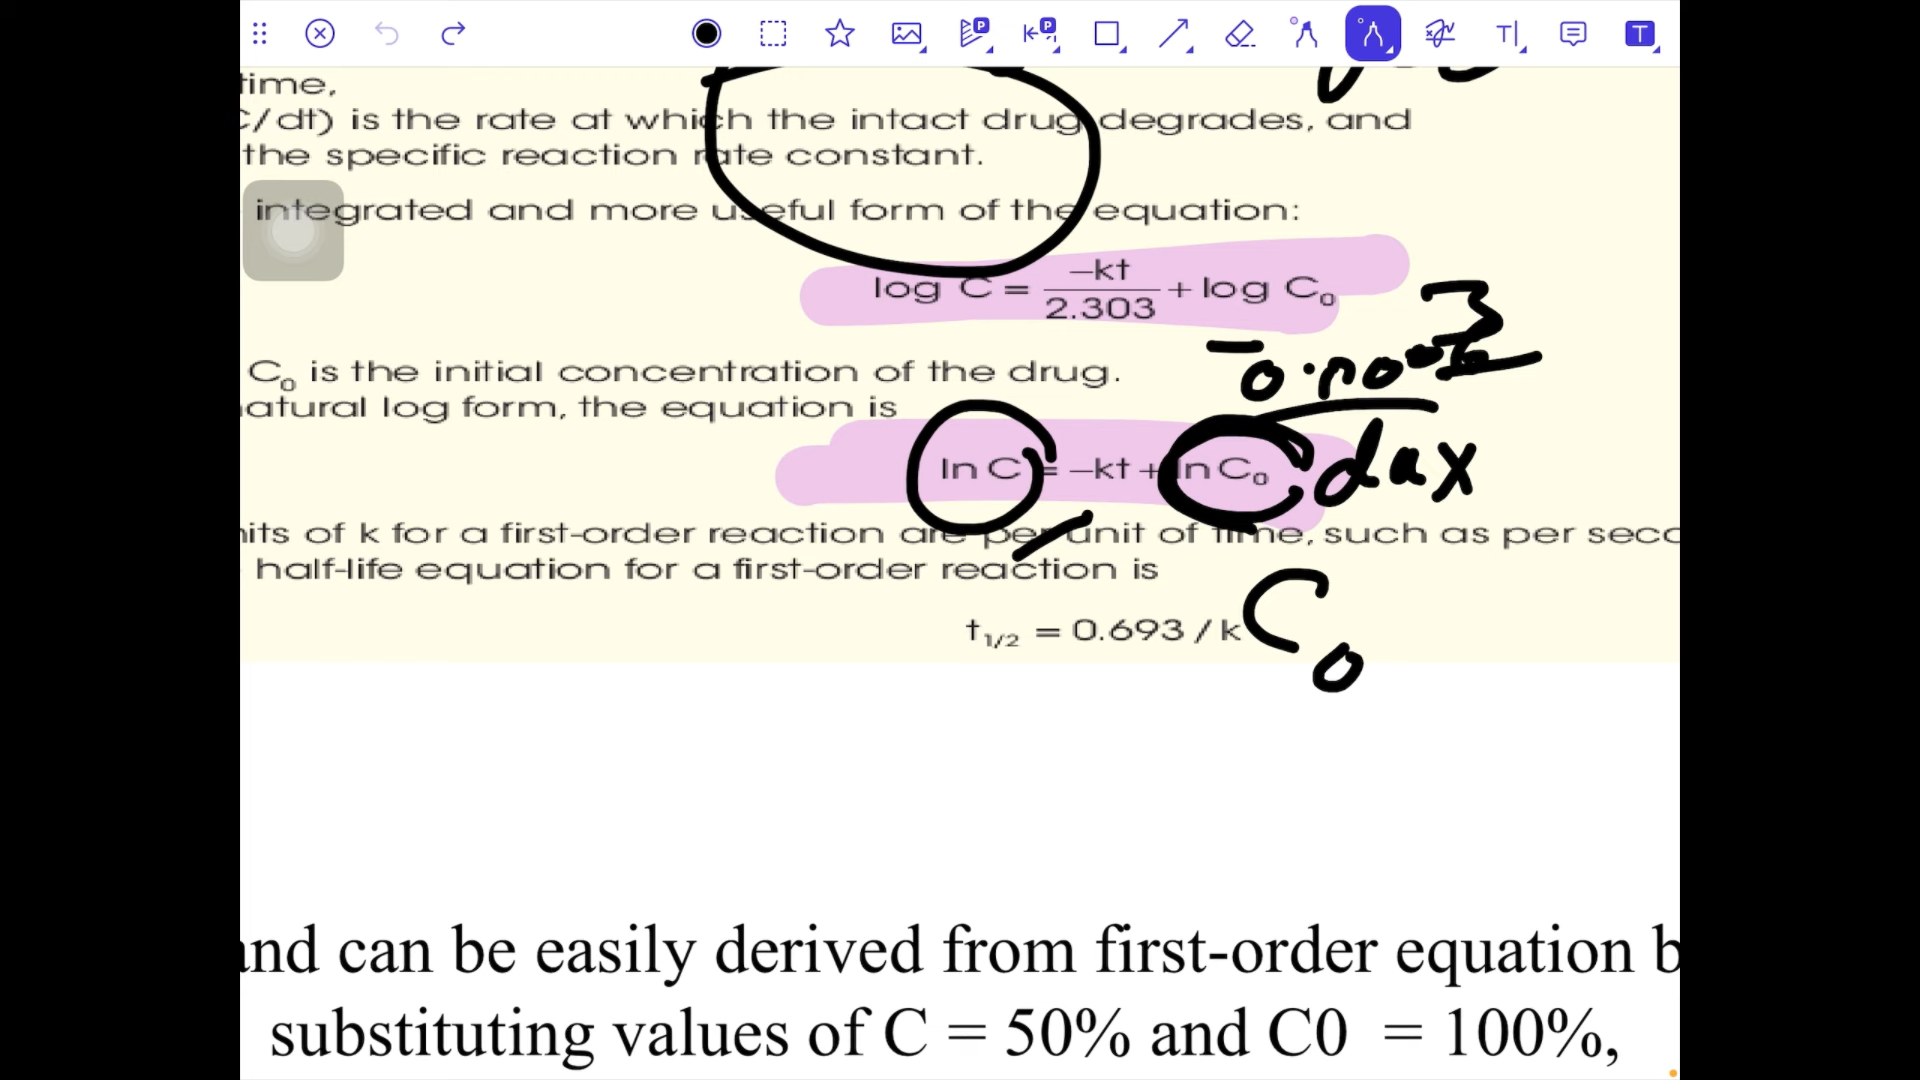 time,
C/dt) is the rate at which the intact drug degrades, and
the specific reaction rate constant.
integrated and more useful form of the equation:
log C = –kt/2.303 + log C₀
C₀ is the initial concentration of the drug.
natural log form, the equation is
ln C = –kt + ln C₀
day
nits of k for a first-order reaction are per unit of time, such as per seco
half-life equation for a first-order reaction is
C₀
t₁/₂ = 0.693 / k
and can be easily derived from first-order equation b
substituting values of C = 50% and C0 = 100%,